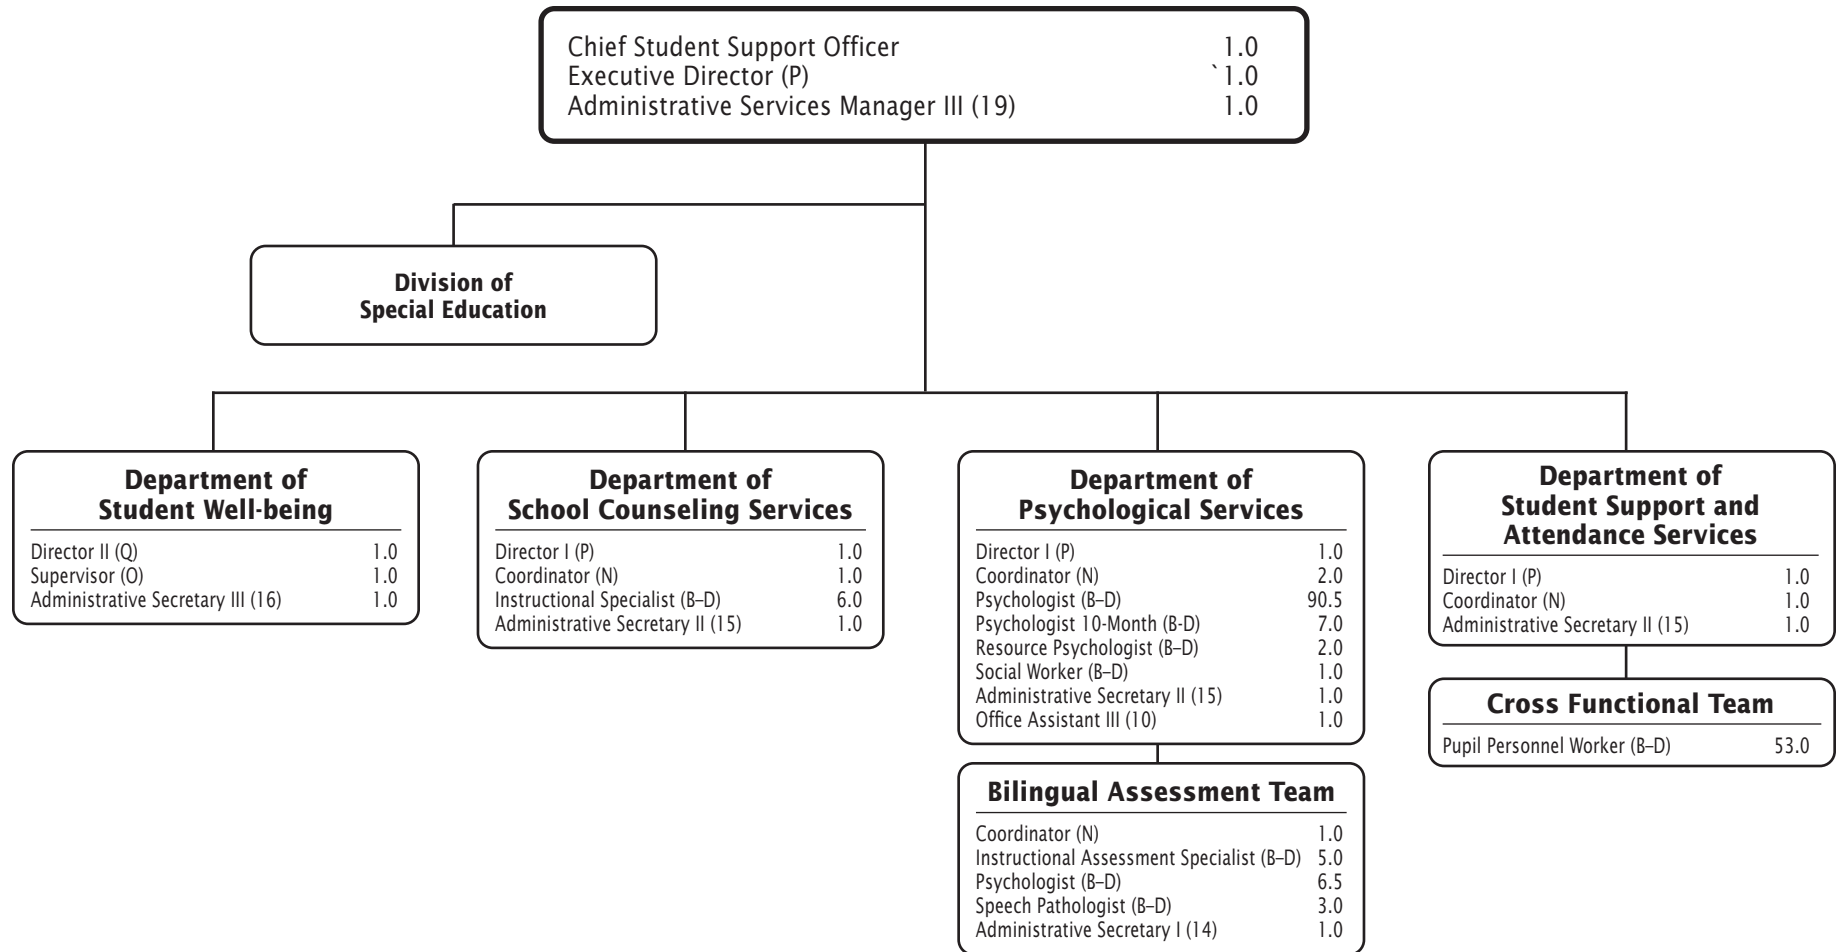 Chief Student Support Officer 1.0
Executive Director (P) `1.0
Administrative Services Manager III (19) 1.0
Division of
Special Education
Department of
Student Well-being
Director II (Q) 1.0
Supervisor (O) 1.0
Administrative Secretary III (16) 1.0
Department of
School Counseling Services
Director I (P) 1.0
Coordinator (N) 1.0
Instructional Specialist (B–D) 6.0
Administrative Secretary II (15) 1.0
Department of
Psychological Services
Director I (P) 1.0
Coordinator (N) 2.0
Psychologist (B–D) 90.5
Psychologist 10-Month (B-D) 7.0
Resource Psychologist (B–D) 2.0
Social Worker (B–D) 1.0
Administrative Secretary II (15) 1.0
Office Assistant III (10) 1.0
Bilingual Assessment Team
Coordinator (N) 1.0
Instructional Assessment Specialist (B–D) 5.0
Psychologist (B–D) 6.5
Speech Pathologist (B–D) 3.0
Administrative Secretary I (14) 1.0
Department of
Student Support and
Attendance Services
Director I (P) 1.0
Coordinator (N) 1.0
Administrative Secretary II (15) 1.0
Cross Functional Team
Pupil Personnel Worker (B–D) 53.0